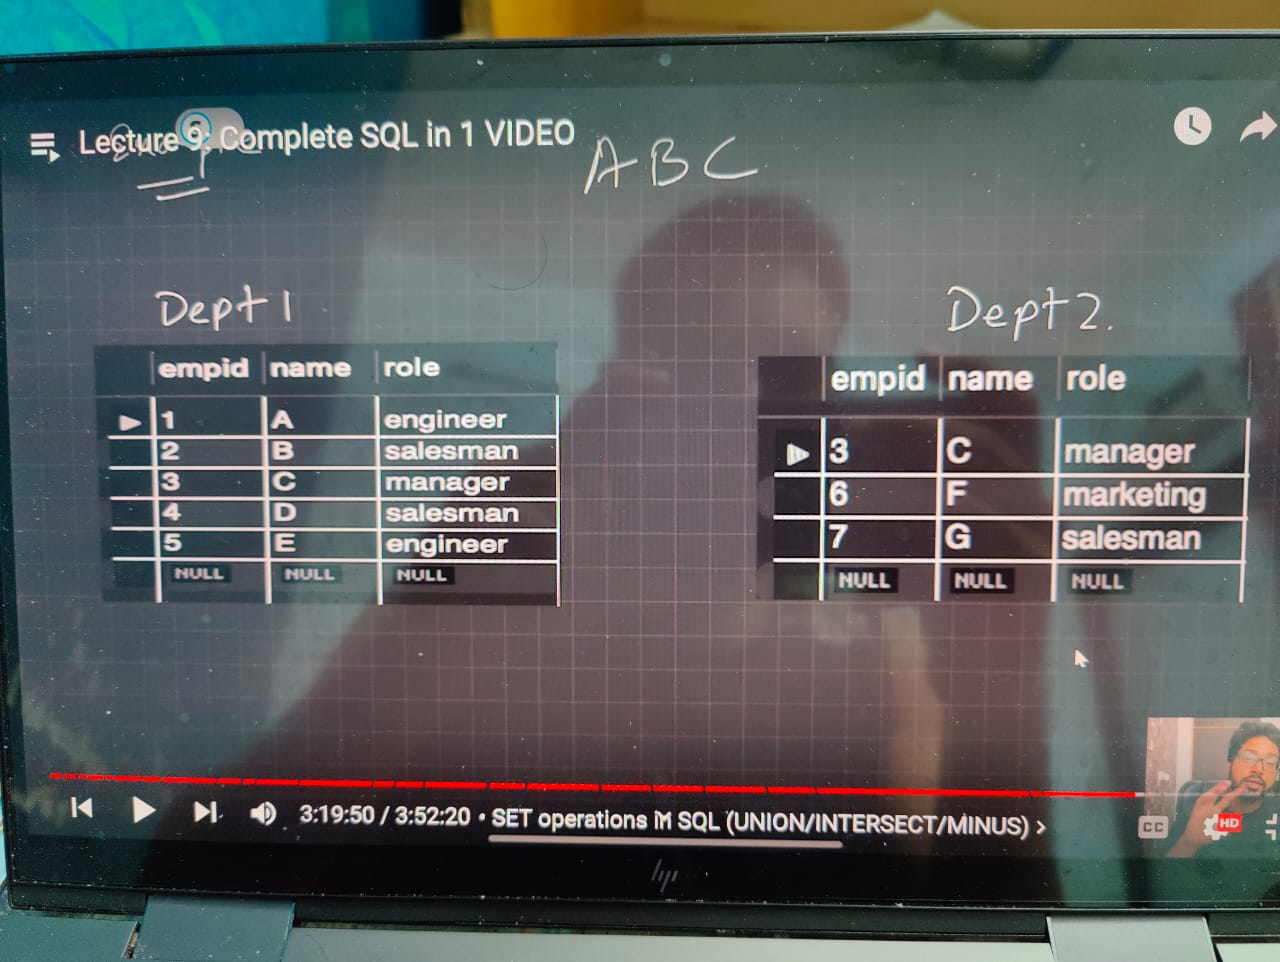 Lecture 9: Complete SQL in 1 VIDEO
ABC
Dept 1
empid name role
1 A engineer
2 B salesman
3 C manager
4 D salesman
5 E engineer
NULL NULL NULL
Dept 2.
empid name role
3 C manager
6 F marketing
7 G salesman
NULL NULL NULL
3:19:50 / 3:52:20 • SET operations in SQL (UNION/INTERSECT/MINUS) >
CC
HD
hp